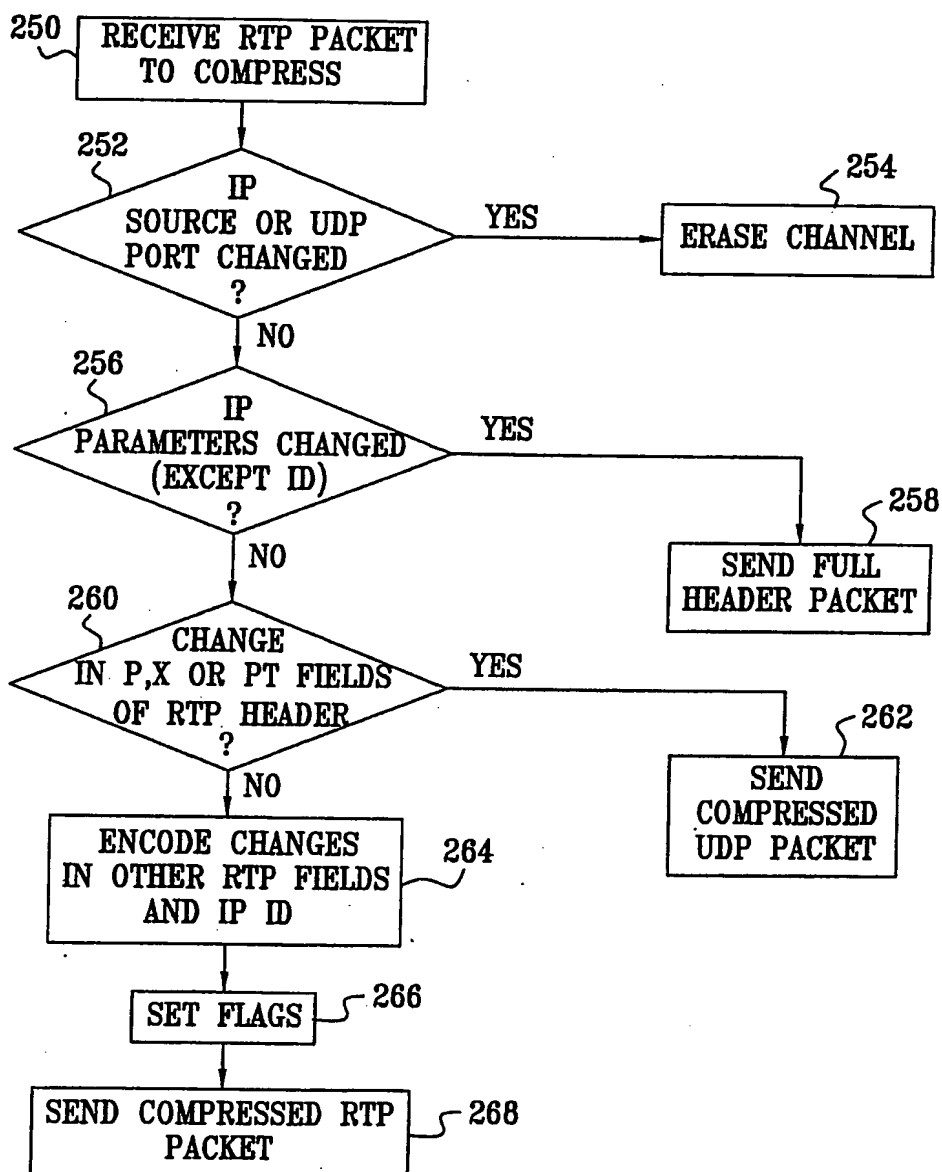 250
RECEIVE RTP PACKET
TO COMPRESS
252
IP
SOURCE OR UDP
PORT CHANGED
?
YES
254
ERASE CHANNEL
NO
256
IP
PARAMETERS CHANGED
(EXCEPT ID)
?
YES
258
SEND FULL
HEADER PACKET
NO
260
CHANGE
IN P,X OR PT FIELDS
OF RTP HEADER
?
YES
262
SEND
COMPRESSED
UDP PACKET
NO
ENCODE CHANGES
IN OTHER RTP FIELDS
AND IP ID
264
SET FLAGS
266
SEND COMPRESSED RTP
PACKET
268